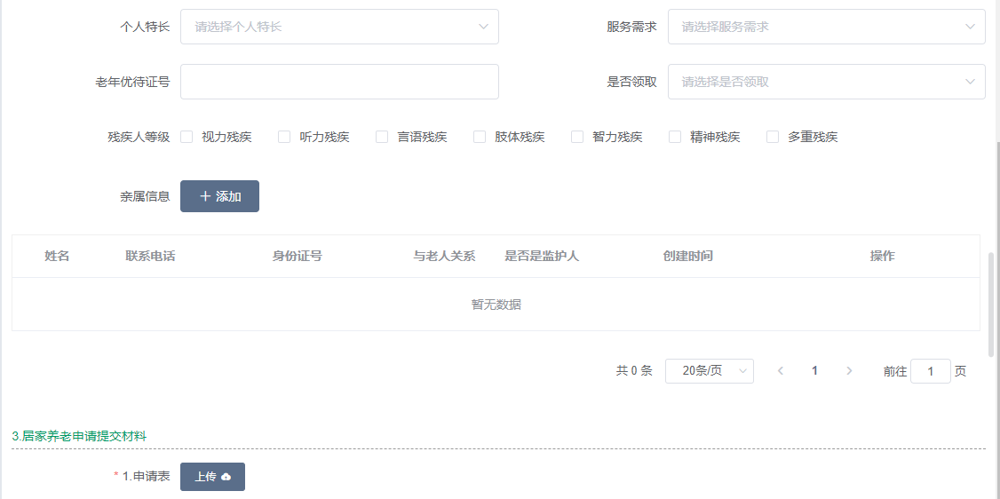 个人特长 请选择个人特长 服务需求 请选择服务需求
老年优待证号 是否领取 请选择是否领取
残疾人等级 视力残疾 听力残疾 言语残疾 肢体残疾 智力残疾 精神残疾 多重残疾
亲属信息 添加
姓名 联系电话 身份证号 与老人关系 是否是监护人 创建时间 操作
暂无数据
共 0 条 20条/页 1 前往 1 页
3.居家养老申请提交材料
* 1.申请表 上传